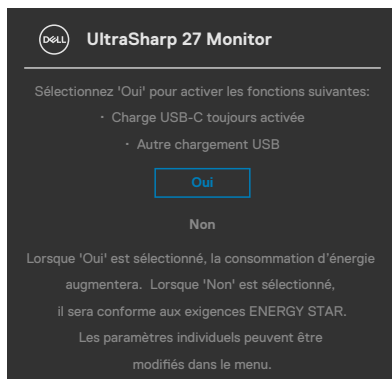 DELL UltraSharp 27 Monitor
Sélectionnez 'Oui' pour activer les fonctions suivantes:
· Charge USB-C toujours activée
· Autre chargement USB
Oui
Non
Lorsque 'Oui' est sélectionné, la consommation d'énergie
augmentera. Lorsque 'Non' est sélectionné,
il sera conforme aux exigences ENERGY STAR.
Les paramètres individuels peuvent être
modifiés dans le menu.